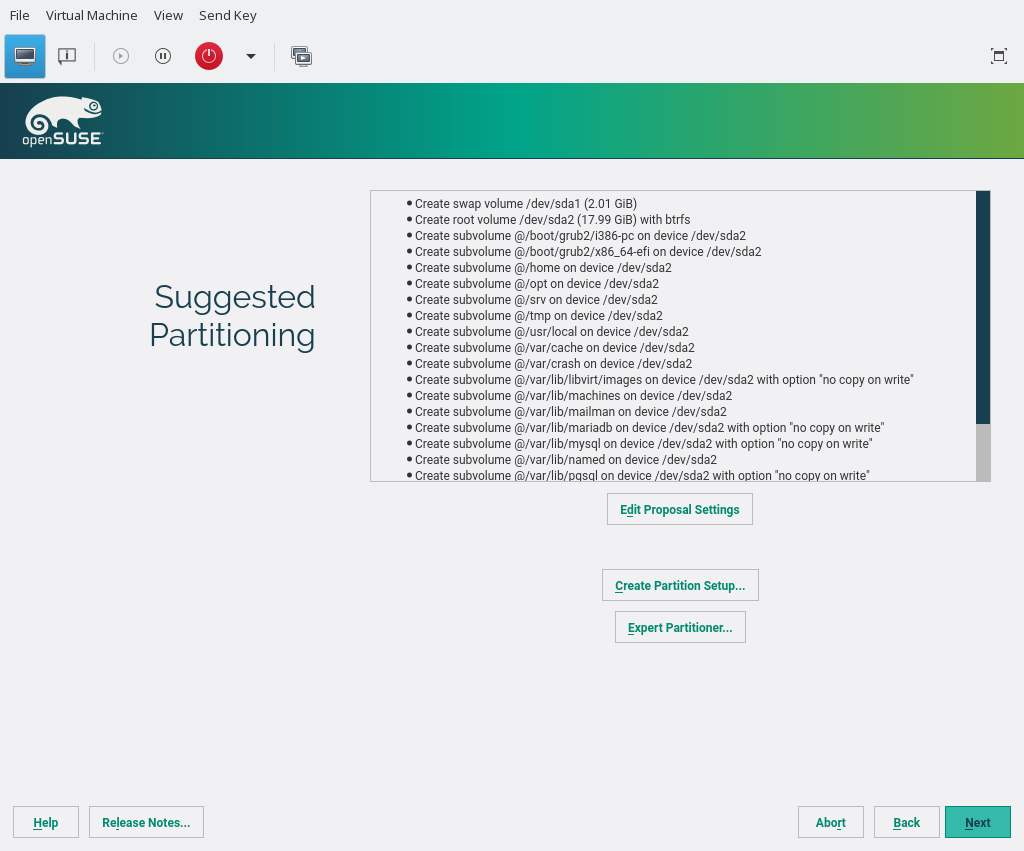 File Virtual Machine View Send Key
openSUSE
Suggested
Partitioning
Create swap volume /dev/sda1 (2.01 GiB)
Create root volume /dev/sda2 (17.99 GiB) with btrfs
Create subvolume @/boot/grub2/i386-pc on device /dev/sda2
Create subvolume @/boot/grub2/x86_64-efi on device /dev/sda2
Create subvolume @/home on device /dev/sda2
Create subvolume @/opt on device /dev/sda2
Create subvolume @/srv on device /dev/sda2
Create subvolume @/tmp on device /dev/sda2
Create subvolume @/usr/local on device /dev/sda2
Create subvolume @/var/cache on device /dev/sda2
Create subvolume @/var/crash on device /dev/sda2
Create subvolume @/var/lib/libvirt/images on device /dev/sda2 with option "no copy on write"
Create subvolume @/var/lib/machines on device /dev/sda2
Create subvolume @/var/lib/mailman on device /dev/sda2
Create subvolume @/var/lib/mariadb on device /dev/sda2 with option "no copy on write"
Create subvolume @/var/lib/mysql on device /dev/sda2 with option "no copy on write"
Create subvolume @/var/lib/named on device /dev/sda2
Create subvolume @/var/lib/pgsql on device /dev/sda2 with option "no copy on write"
Edit Proposal Settings
Create Partition Setup...
Expert Partitioner...
Help Release Notes... Abort Back Next